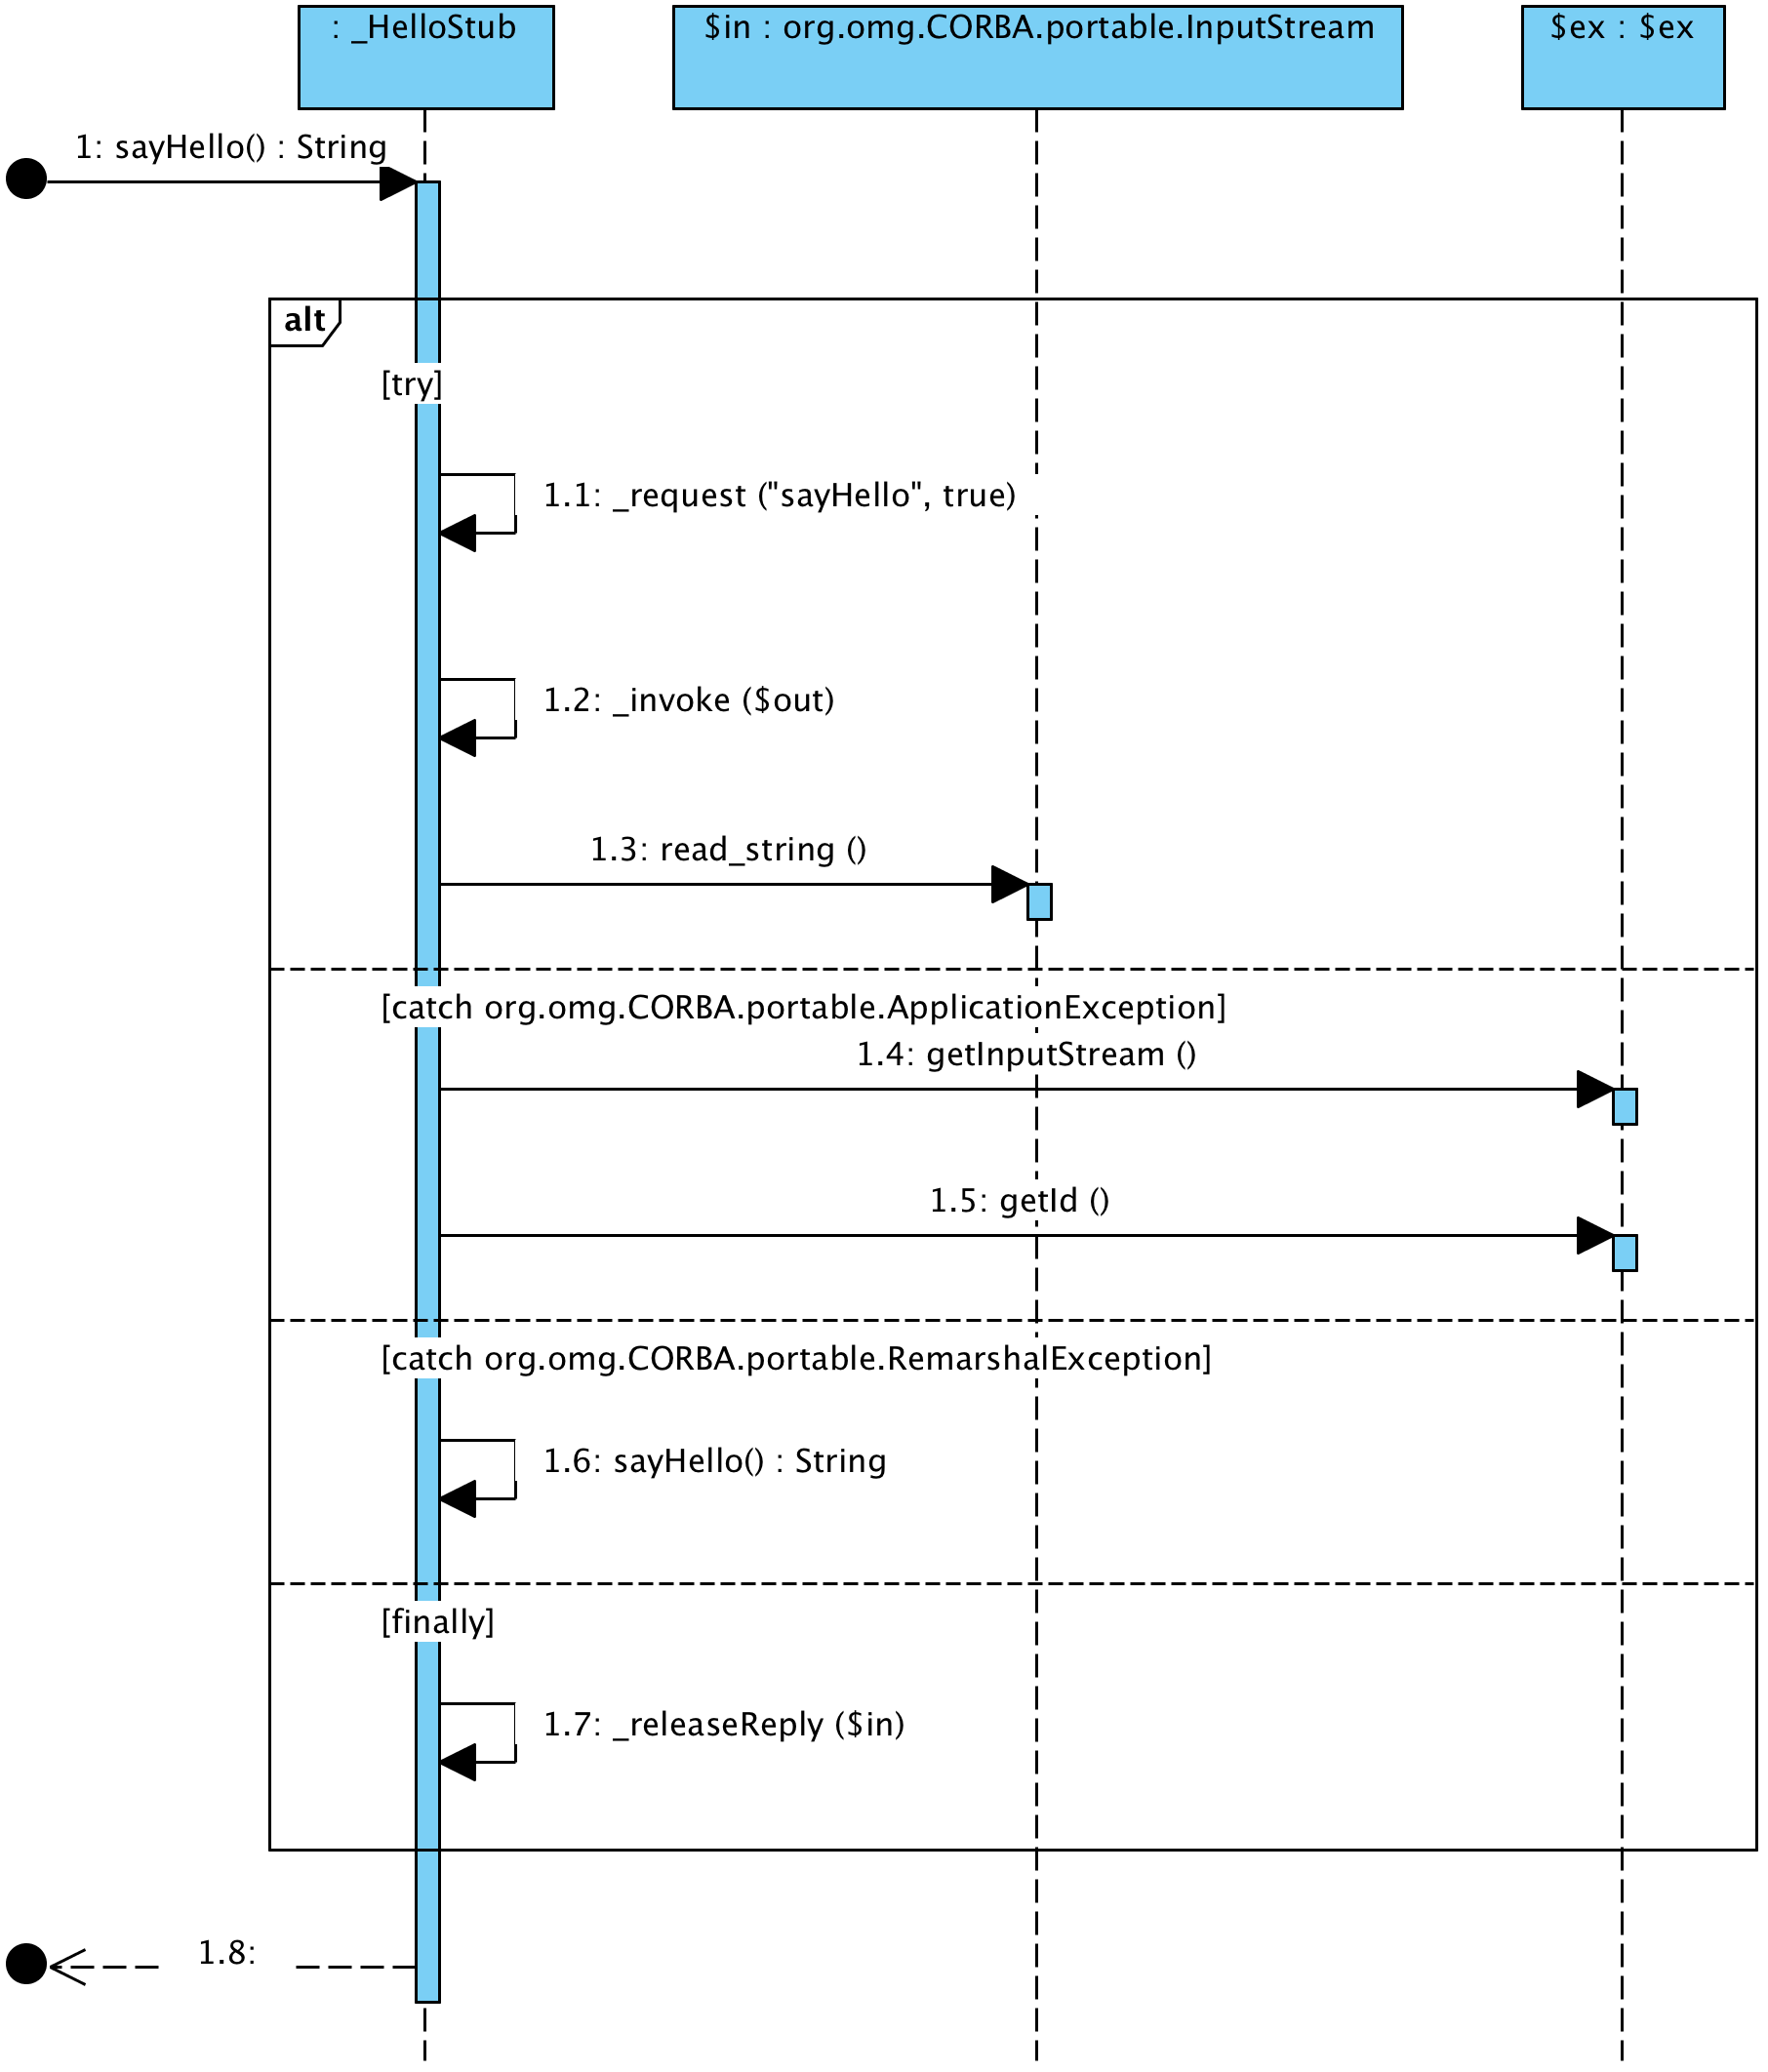 : _HelloStub
$in : org.omg.CORBA.portable.InputStream
$ex : $ex
1: sayHello() : String
alt
[try]
1.1: _request ("sayHello", true)
1.2: _invoke ($out)
1.3: read_string ()
[catch org.omg.CORBA.portable.ApplicationException]
1.4: getInputStream ()
1.5: getId ()
[catch org.omg.CORBA.portable.RemarshalException]
1.6: sayHello() : String
[finally]
1.7: _releaseReply ($in)
1.8: